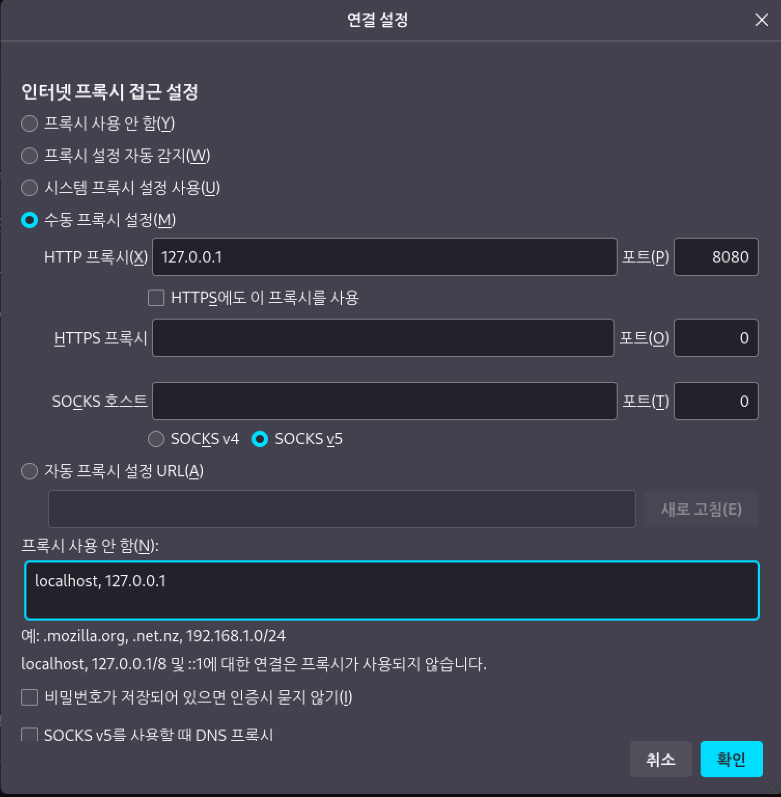 연결 설정
인터넷 프록시 접근 설정
프록시 사용 안 함(Y)
프록시 설정 자동 감지(W)
시스템 프록시 설정 사용(U)
수동 프록시 설정(M)
HTTP 프록시(X) 127.0.0.1 포트(P) 8080
HTTPS에도 이 프록시를 사용
HTTPS 프록시 포트(O) 0
SOCKS 호스트 포트(T) 0
SOCKS v4 SOCKS v5
자동 프록시 설정 URL(A)
새로 고침(E)
프록시 사용 안 함(N):
localhost, 127.0.0.1
예: .mozilla.org, .net.nz, 192.168.1.0/24
localhost, 127.0.0.1/8 및 ::1에 대한 연결은 프록시가 사용되지 않습니다.
비밀번호가 저장되어 있으면 인증시 묻지 않기(I)
SOCKS v5를 사용할 때 DNS 프록시
취소 확인